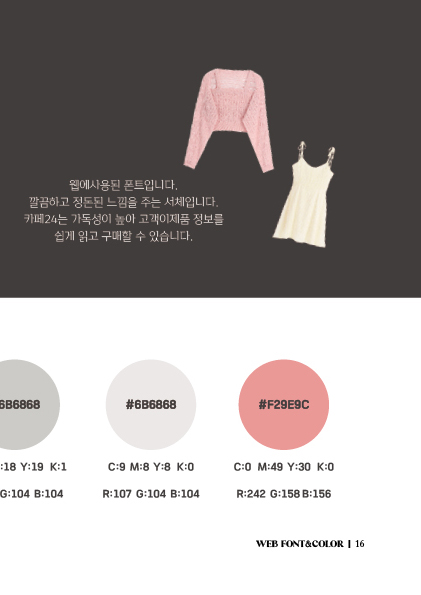 웹에사용된 폰트입니다.
깔끔하고 정돈된 느낌을 주는 서체입니다.
카페24는 가독성이 높아 고객이제품 정보를
쉽게 읽고 구매할 수 있습니다.
6B6868 #6B6868 #F29E9C
:18 Y:19 K:1 C:9 M:8 Y:8 K:0 C:0 M:49 Y:30 K:0
G:104 B:104 R:107 G:104 B:104 R:242 G:158 B:156
WEB FONT&COLOR | 16